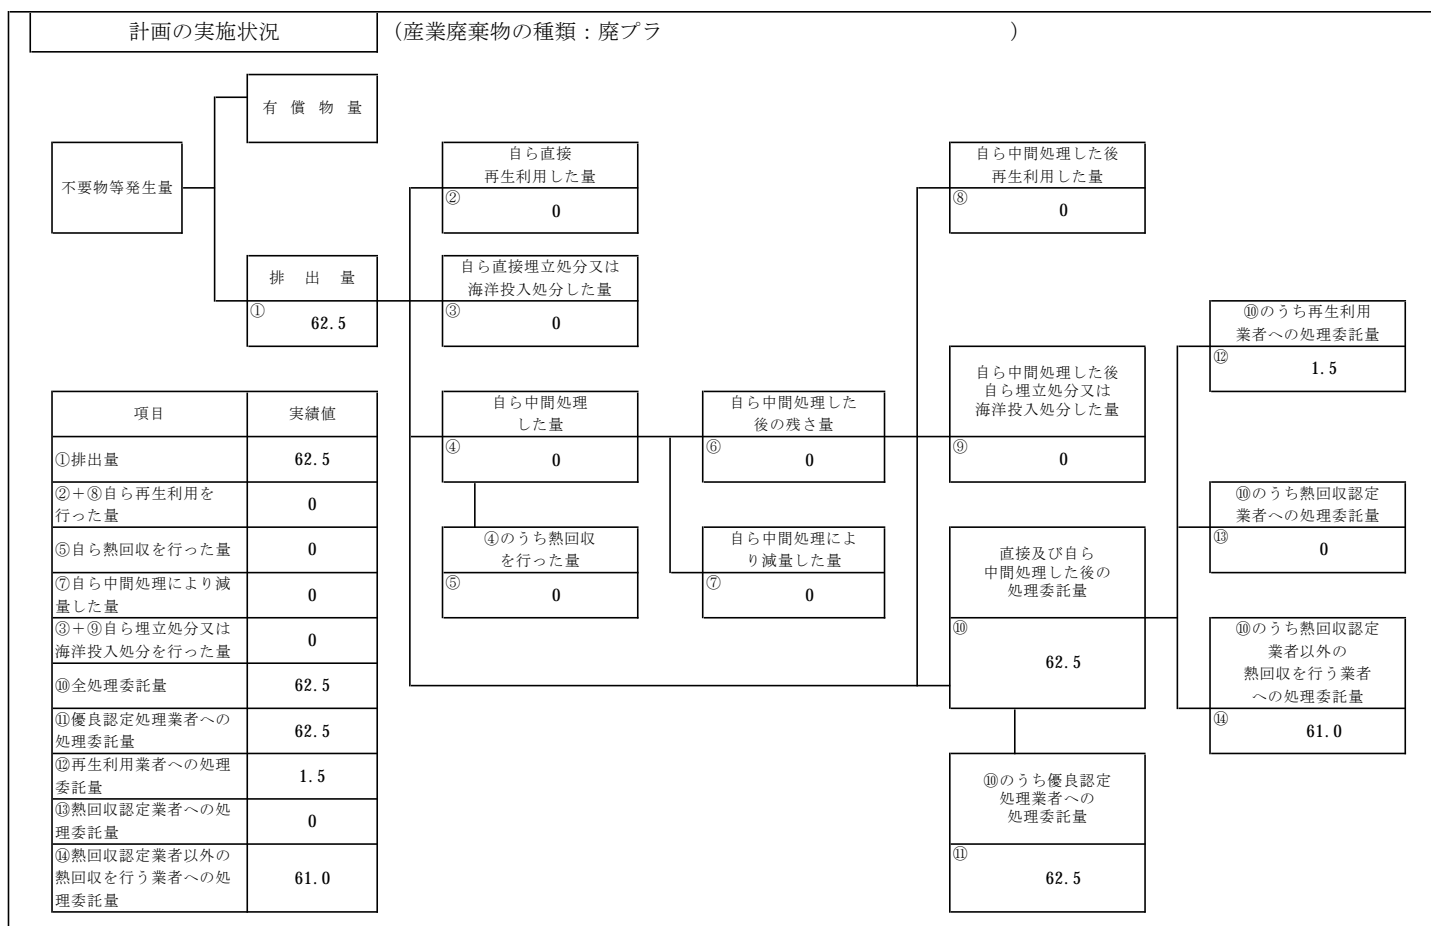 計画の実施状況 （産業廃棄物の種類：廃プラ ）
有 償 物 量
不要物等発生量
排 出 量
①
62.5
自ら直接
再生利用した量
②
0
自ら直接埋立処分又は
海洋投入処分した量
③
0
自ら中間処理
した量
④
0
④のうち熱回収
を行った量
⑤
0
自ら中間処理した
後の残さ量
⑥
0
自ら中間処理によ
り減量した量
⑦
0
自ら中間処理した後
再生利用した量
⑧
0
自ら中間処理した後
自ら埋立処分又は
海洋投入処分した量
⑨
0
直接及び自ら
中間処理した後の
処理委託量
⑩
62.5
⑩のうち優良認定
処理業者への
処理委託量
⑪
62.5
⑩のうち再生利用
業者への処理委託量
⑫
1.5
⑩のうち熱回収認定
業者への処理委託量
⑬
0
⑩のうち熱回収認定
業者以外の
熱回収を行う業者
への処理委託量
⑭
61.0
項目 実績値
①排出量 62.5
②＋⑧自ら再生利用を
行った量
0
⑤自ら熱回収を行った量 0
⑦自ら中間処理により減
量した量
0
③＋⑨自ら埋立処分又は
海洋投入処分を行った量
0
⑩全処理委託量 62.5
⑪優良認定処理業者への
処理委託量
62.5
⑫再生利用業者への処理
委託量
1.5
⑬熱回収認定業者への処
理委託量
0
⑭熱回収認定業者以外の
熱回収を行う業者への処
理委託量
61.0